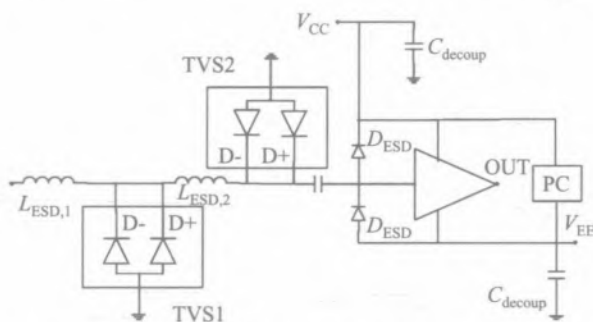 V_CC
C_decoup
TVS2
D-
D+
D_ESD
OUT
PC
L_ESD,1
L_ESD,2
D-
D+
D_ESD
V_EE
C_decoup
TVS1